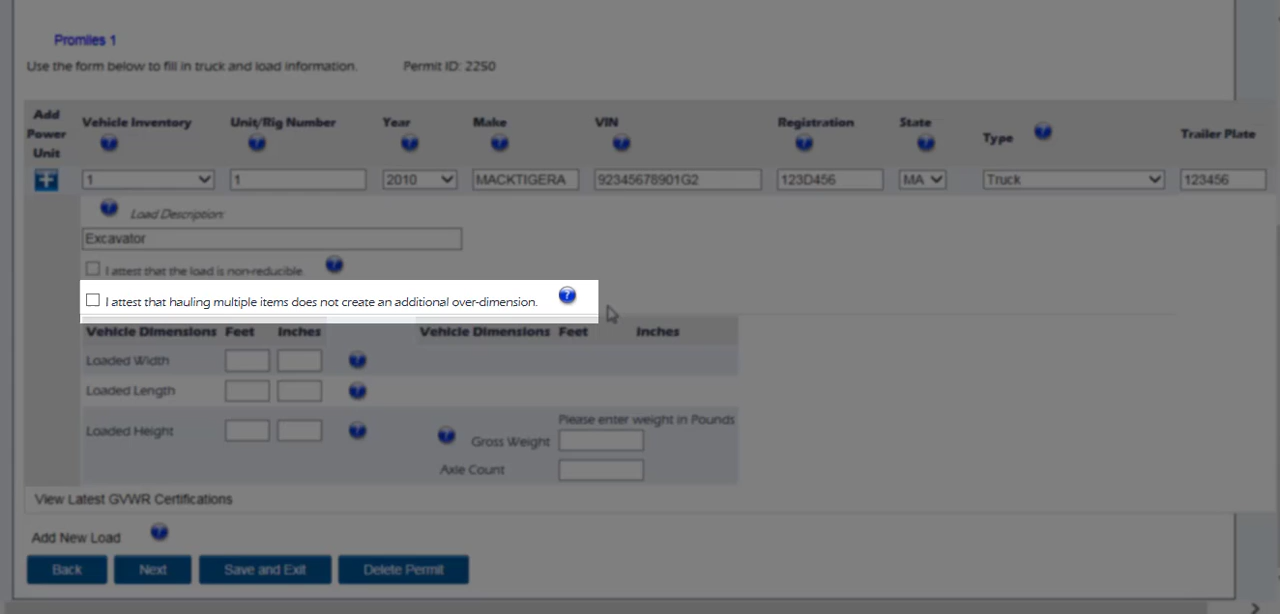 Promiles 1
Use the form below to fill in truck and load information. Permit ID: 2250
Add Power Unit Vehicle Inventory Unit/Rig Number Year Make VIN Registration State Type Trailer Plate
1 1 2010 MACKTIGERA 92345678901G2 123D456 MA Truck 123456
Load Description:
Excavator
I attest that the load is non-reducible.
I attest that hauling multiple items does not create an additional over-dimension.
Vehicle Dimensions Feet Inches Vehicle Dimensions Feet Inches
Loaded Width
Loaded Length
Please enter weight in Pounds
Loaded Height Gross Weight
Axle Count
View Latest GVWR Certifications
Add New Load
Back Next Save and Exit Delete Permit